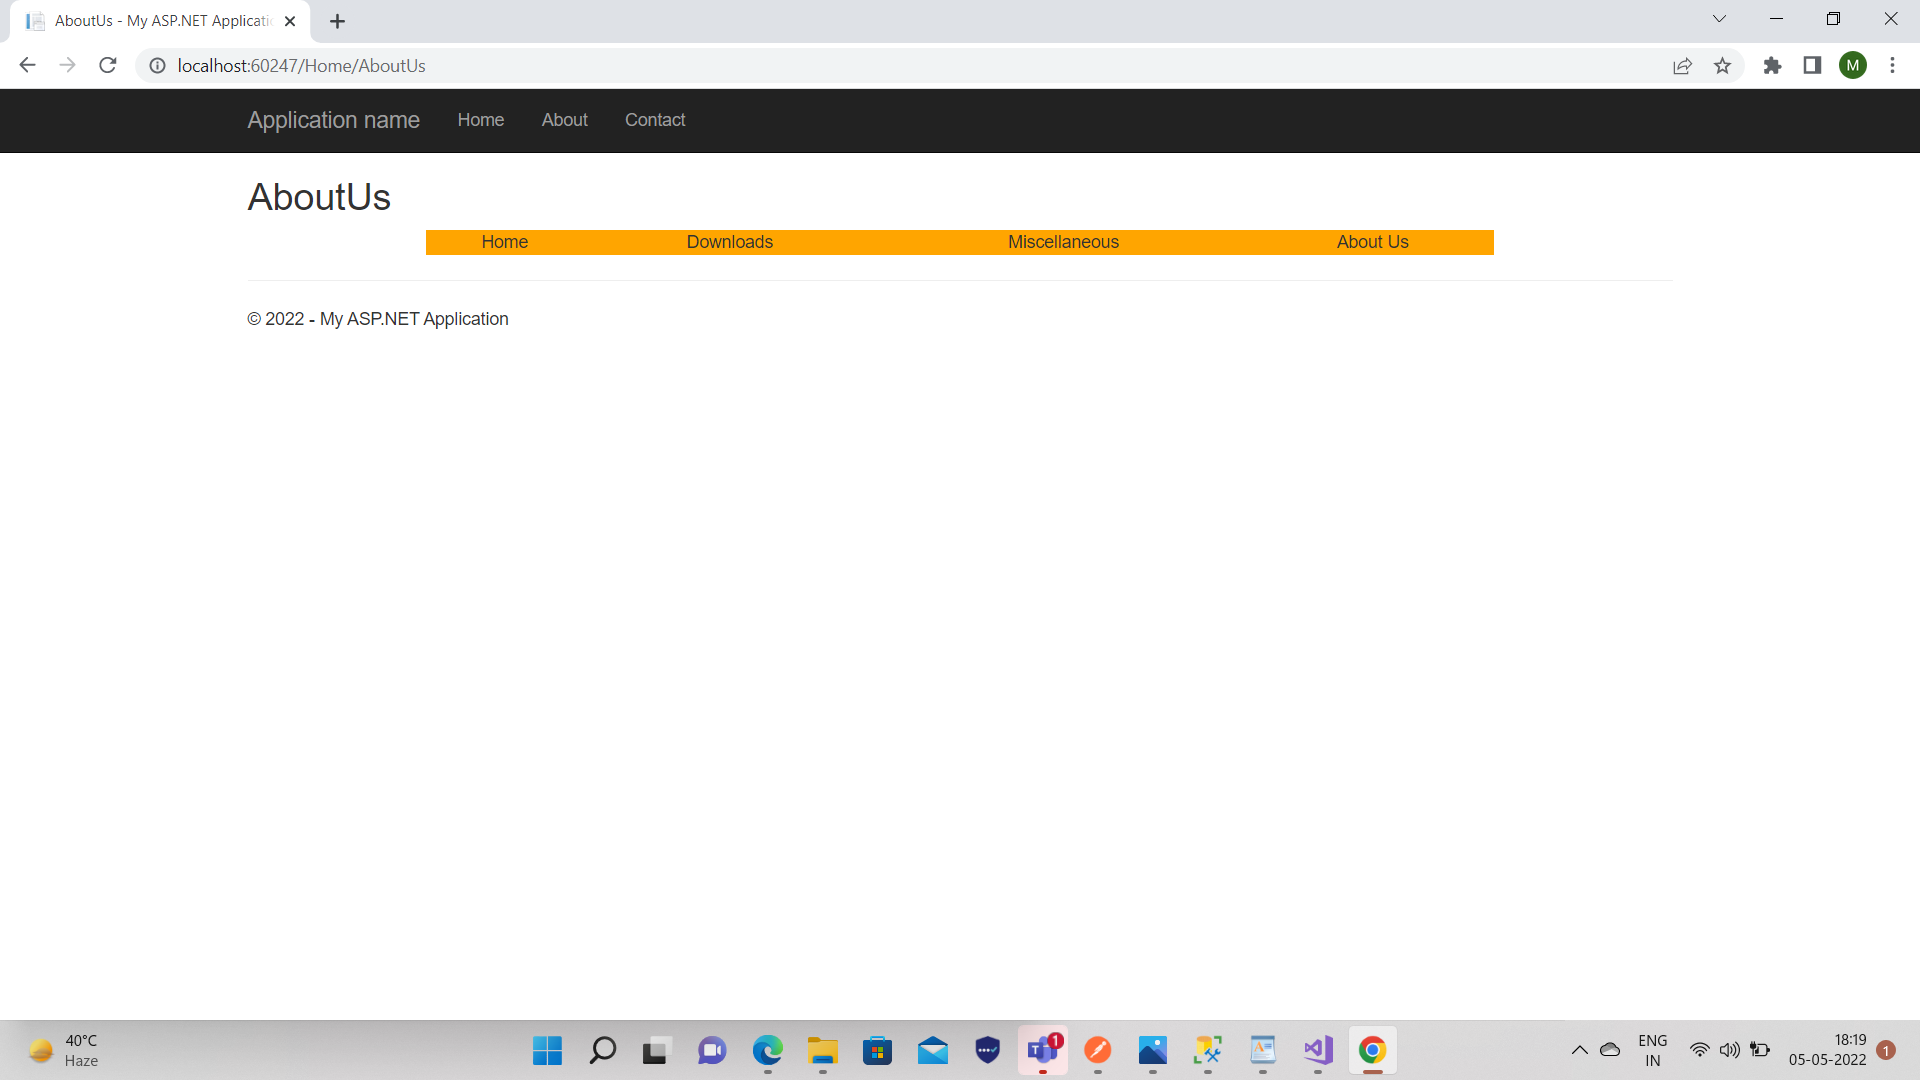 AboutUs - My ASP.NET Applicati
localhost:60247/Home/AboutUs
M
Application name Home About Contact
AboutUs
Home Downloads Miscellaneous About Us
© 2022 - My ASP.NET Application
40°C
Haze
1
ENG
IN
18:19
05-05-2022
1